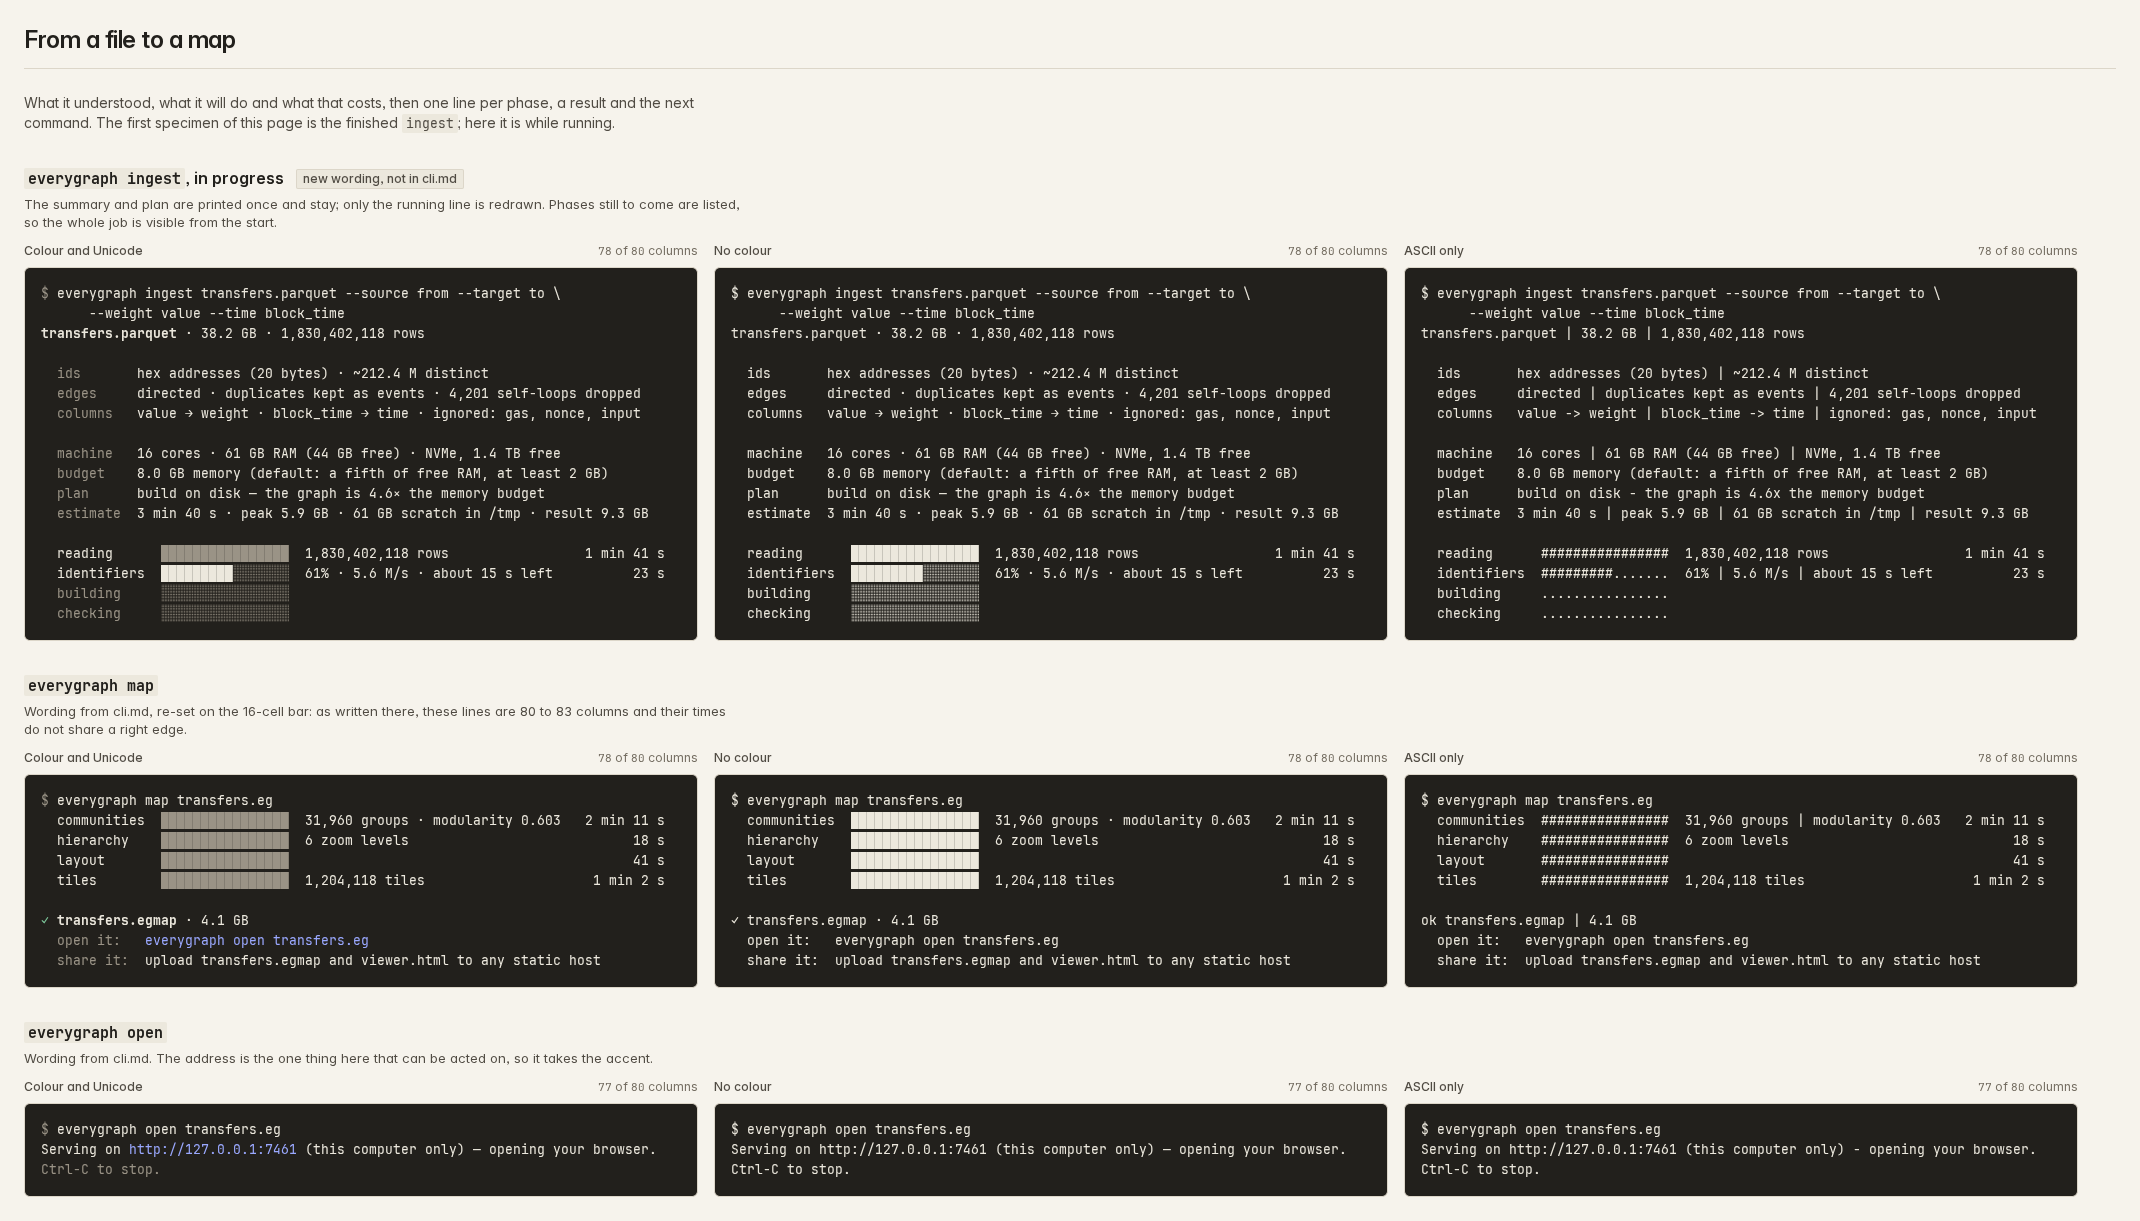 From a file to a map
What it understood, what it will do and what that costs, then one line per phase, a result and the next
command. The first specimen of this page is the finished ingest; here it is while running.
everygraph ingest, in progress new wording, not in cli.md
The summary and plan are printed once and stay; only the running line is redrawn. Phases still to come are listed,
so the whole job is visible from the start.
Colour and Unicode 78 of 80 columns
$ everygraph ingest transfers.parquet --source from --target to \
--weight value --time block_time
transfers.parquet · 38.2 GB · 1,830,402,118 rows
ids hex addresses (20 bytes) · ~212.4 M distinct
edges directed · duplicates kept as events · 4,201 self-loops dropped
columns value → weight · block_time → time · ignored: gas, nonce, input
machine 16 cores · 61 GB RAM (44 GB free) · NVMe, 1.4 TB free
budget 8.0 GB memory (default: a fifth of free RAM, at least 2 GB)
plan build on disk — the graph is 4.6× the memory budget
estimate 3 min 40 s · peak 5.9 GB · 61 GB scratch in /tmp · result 9.3 GB
reading 1,830,402,118 rows 1 min 41 s
identifiers 61% · 5.6 M/s · about 15 s left 23 s
building
checking
No colour 78 of 80 columns
$ everygraph ingest transfers.parquet --source from --target to \
--weight value --time block_time
transfers.parquet · 38.2 GB · 1,830,402,118 rows
ids hex addresses (20 bytes) · ~212.4 M distinct
edges directed · duplicates kept as events · 4,201 self-loops dropped
columns value → weight · block_time → time · ignored: gas, nonce, input
machine 16 cores · 61 GB RAM (44 GB free) · NVMe, 1.4 TB free
budget 8.0 GB memory (default: a fifth of free RAM, at least 2 GB)
plan build on disk — the graph is 4.6× the memory budget
estimate 3 min 40 s · peak 5.9 GB · 61 GB scratch in /tmp · result 9.3 GB
reading 1,830,402,118 rows 1 min 41 s
identifiers 61% · 5.6 M/s · about 15 s left 23 s
building
checking
ASCII only 78 of 80 columns
$ everygraph ingest transfers.parquet --source from --target to \
--weight value --time block_time
transfers.parquet | 38.2 GB | 1,830,402,118 rows
ids hex addresses (20 bytes) | ~212.4 M distinct
edges directed | duplicates kept as events | 4,201 self-loops dropped
columns value -> weight | block_time -> time | ignored: gas, nonce, input
machine 16 cores | 61 GB RAM (44 GB free) | NVMe, 1.4 TB free
budget 8.0 GB memory (default: a fifth of free RAM, at least 2 GB)
plan build on disk - the graph is 4.6x the memory budget
estimate 3 min 40 s | peak 5.9 GB | 61 GB scratch in /tmp | result 9.3 GB
reading ################ 1,830,402,118 rows 1 min 41 s
identifiers #########....... 61% | 5.6 M/s | about 15 s left 23 s
building ................
checking ................
everygraph map
Wording from cli.md, re-set on the 16-cell bar: as written there, these lines are 80 to 83 columns and their times
do not share a right edge.
Colour and Unicode 78 of 80 columns
$ everygraph map transfers.eg
communities 31,960 groups · modularity 0.603 2 min 11 s
hierarchy 6 zoom levels 18 s
layout 41 s
tiles 1,204,118 tiles 1 min 2 s
✓ transfers.egmap · 4.1 GB
open it: everygraph open transfers.eg
share it: upload transfers.egmap and viewer.html to any static host
No colour 78 of 80 columns
$ everygraph map transfers.eg
communities 31,960 groups · modularity 0.603 2 min 11 s
hierarchy 6 zoom levels 18 s
layout 41 s
tiles 1,204,118 tiles 1 min 2 s
✓ transfers.egmap · 4.1 GB
open it: everygraph open transfers.eg
share it: upload transfers.egmap and viewer.html to any static host
ASCII only 78 of 80 columns
$ everygraph map transfers.eg
communities ################ 31,960 groups | modularity 0.603 2 min 11 s
hierarchy ################ 6 zoom levels 18 s
layout ################ 41 s
tiles ################ 1,204,118 tiles 1 min 2 s
ok transfers.egmap | 4.1 GB
open it: everygraph open transfers.eg
share it: upload transfers.egmap and viewer.html to any static host
everygraph open
Wording from cli.md. The address is the one thing here that can be acted on, so it takes the accent.
Colour and Unicode 77 of 80 columns
$ everygraph open transfers.eg
Serving on http://127.0.0.1:7461 (this computer only) — opening your browser.
Ctrl-C to stop.
No colour 77 of 80 columns
$ everygraph open transfers.eg
Serving on http://127.0.0.1:7461 (this computer only) — opening your browser.
Ctrl-C to stop.
ASCII only 77 of 80 columns
$ everygraph open transfers.eg
Serving on http://127.0.0.1:7461 (this computer only) - opening your browser.
Ctrl-C to stop.